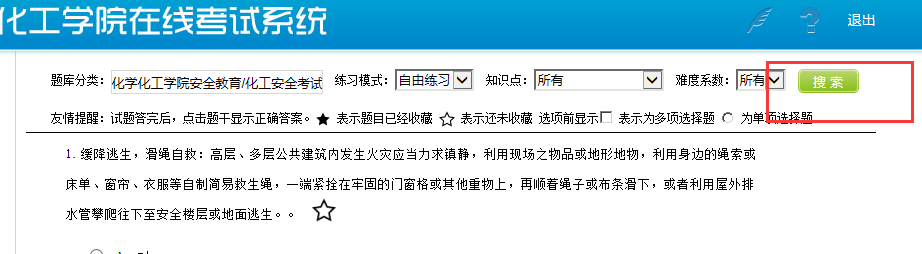 化工学院在线考试系统 退出
题库分类: 化学化工学院安全教育/化工安全考试 练习模式: 自由练习 知识点: 所有 难度系数: 所有 搜 索
友情提醒: 试题答完后，点击题干显示正确答案。★ 表示题目已经收藏 ☆ 表示还未收藏 选项前显示□ 表示为多项选择题 ○ 为单项选择题
1. 缓降逃生，滑绳自救：高层、多层公共建筑内发生火灾应当力求镇静，利用现场之物品或地形地物，利用身边的绳索或
床单、窗帘、衣服等自制简易救生绳，一端紧拴在牢固的门窗格或其他重物上，再顺着绳子或布条滑下，或者利用屋外排
水管攀爬往下至安全楼层或地面逃生。。 ☆